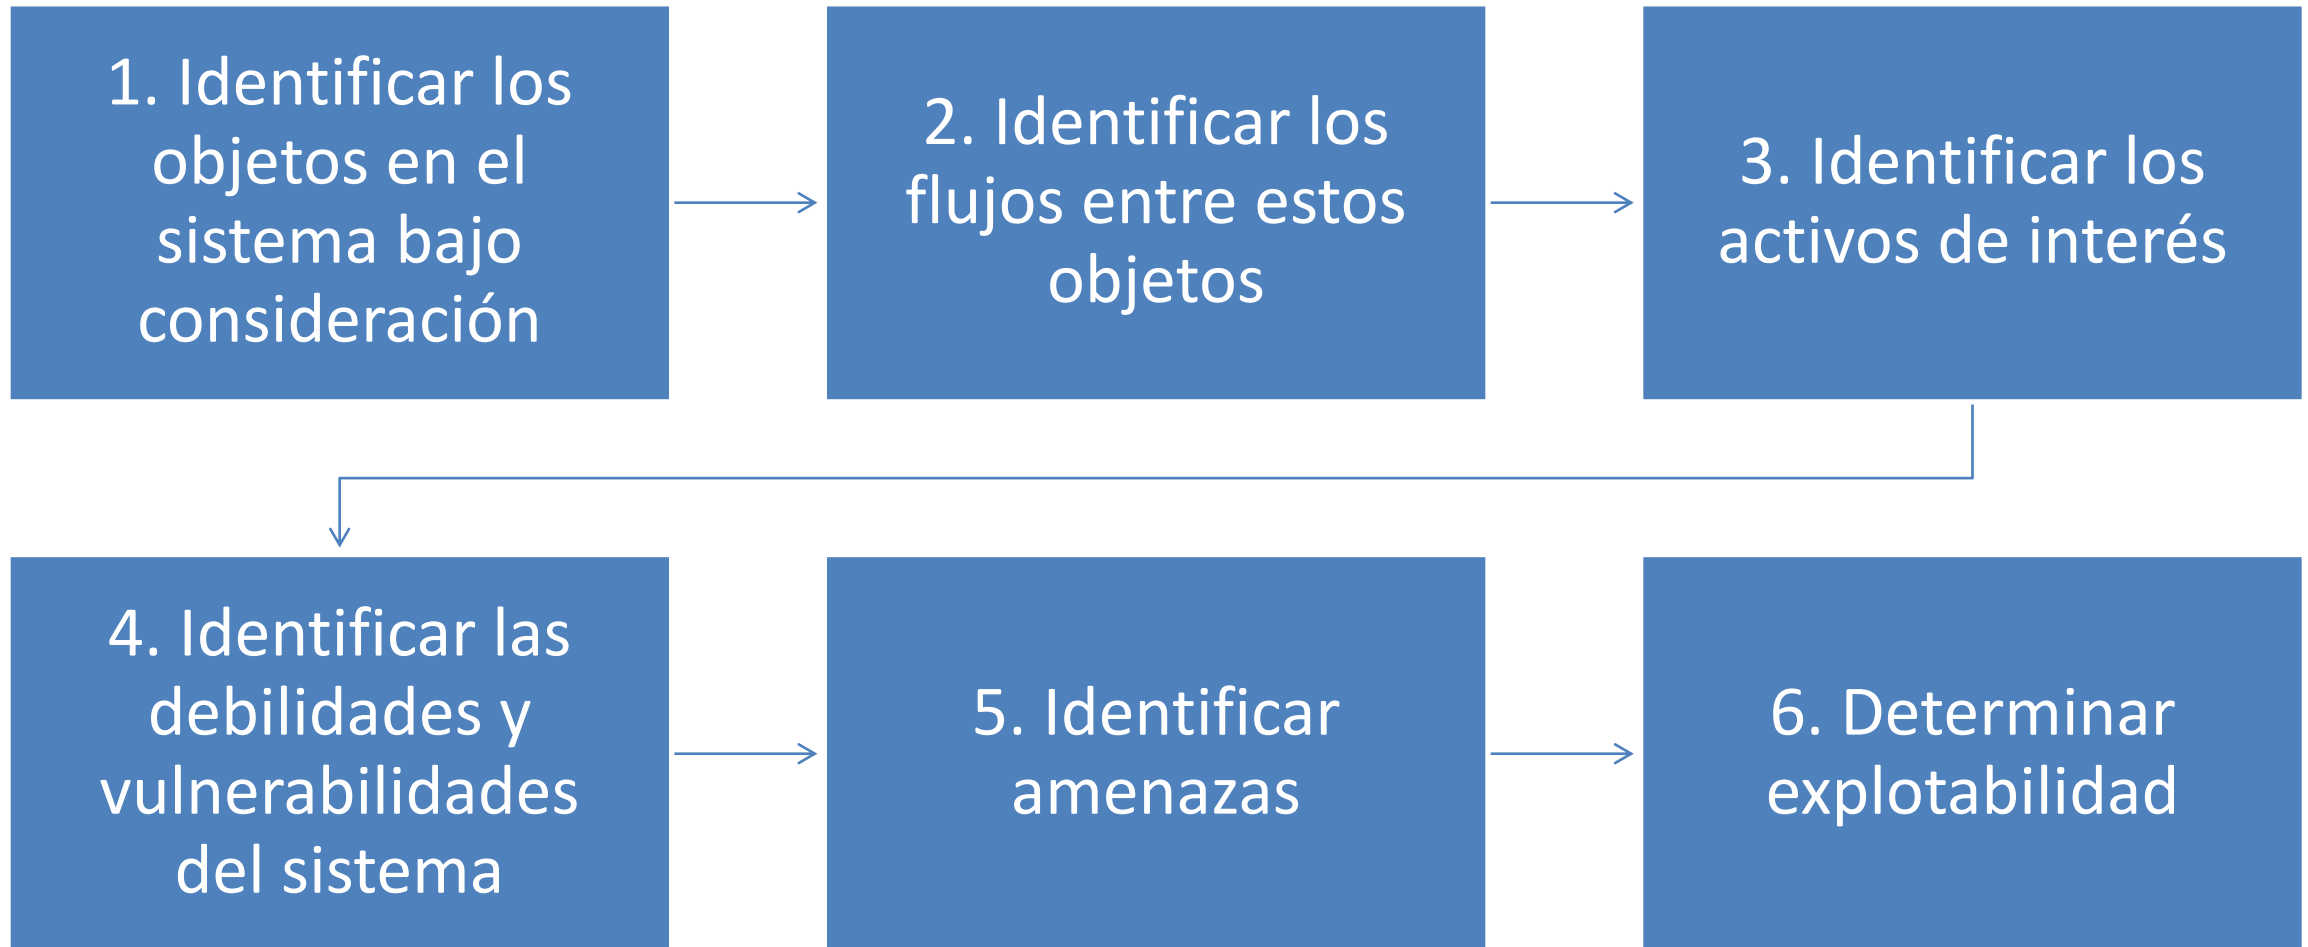 1. Identificar los
objetos en el
sistema bajo
consideración
2. Identificar los
flujos entre estos
objetos
3. Identificar los
activos de interés
4. Identificar las
debilidades y
vulnerabilidades
del sistema
5. Identificar
amenazas
6. Determinar
explotabilidad